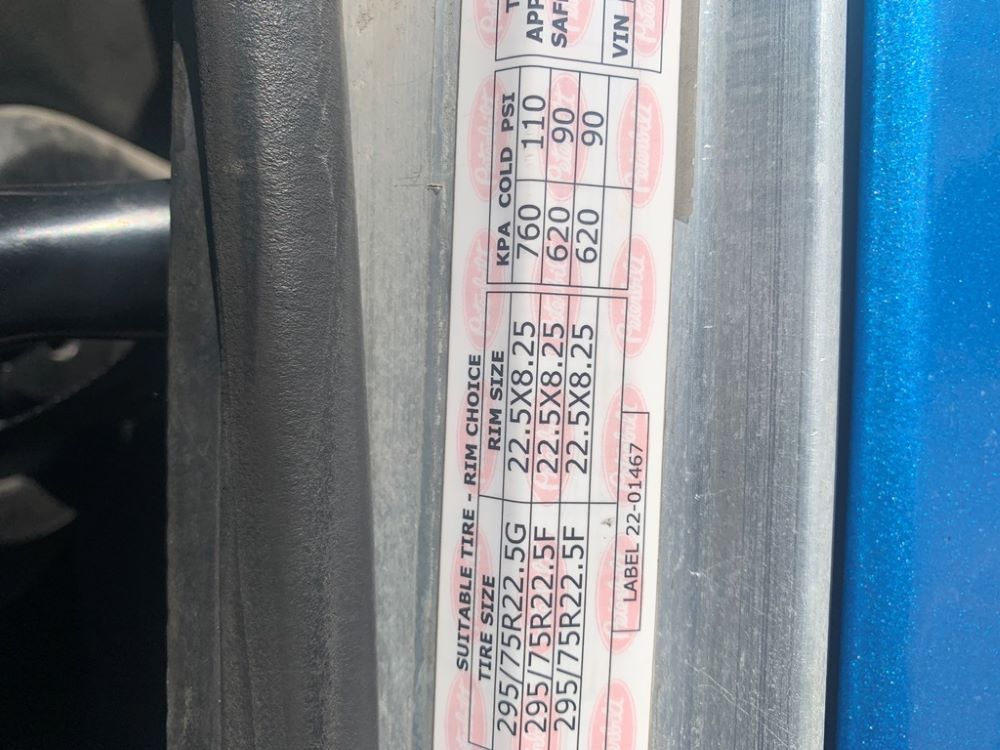 SUITABLE TIRE - RIM CHOICE
TIRE SIZE RIM SIZE KPA COLD PSI
295/75R22.5G 22.5X8.25 760 110
295/75R22.5F 22.5X8.25 620 90
295/75R22.5F 22.5X8.25 620 90
LABEL 22-01467
VIN
Peterbilt